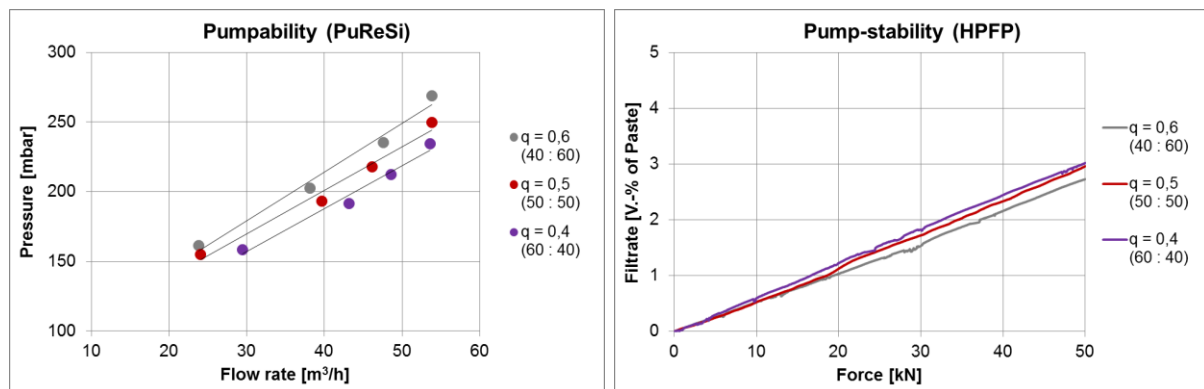 Pumpability (PuReSi)
Pressure [mbar]
300
250
200
150
100
10
20
30
40
50
60
Flow rate [m³/h]
q = 0,6
(40 : 60)
q = 0,5
(50 : 50)
q = 0,4
(60 : 40)
Pump-stability (HPFP)
Filtrate [V.-% of Paste]
5
4
3
2
1
0
0
10
20
30
40
50
Force [kN]
q = 0,6
(40 : 60)
q = 0,5
(50 : 50)
q = 0,4
(60 : 40)